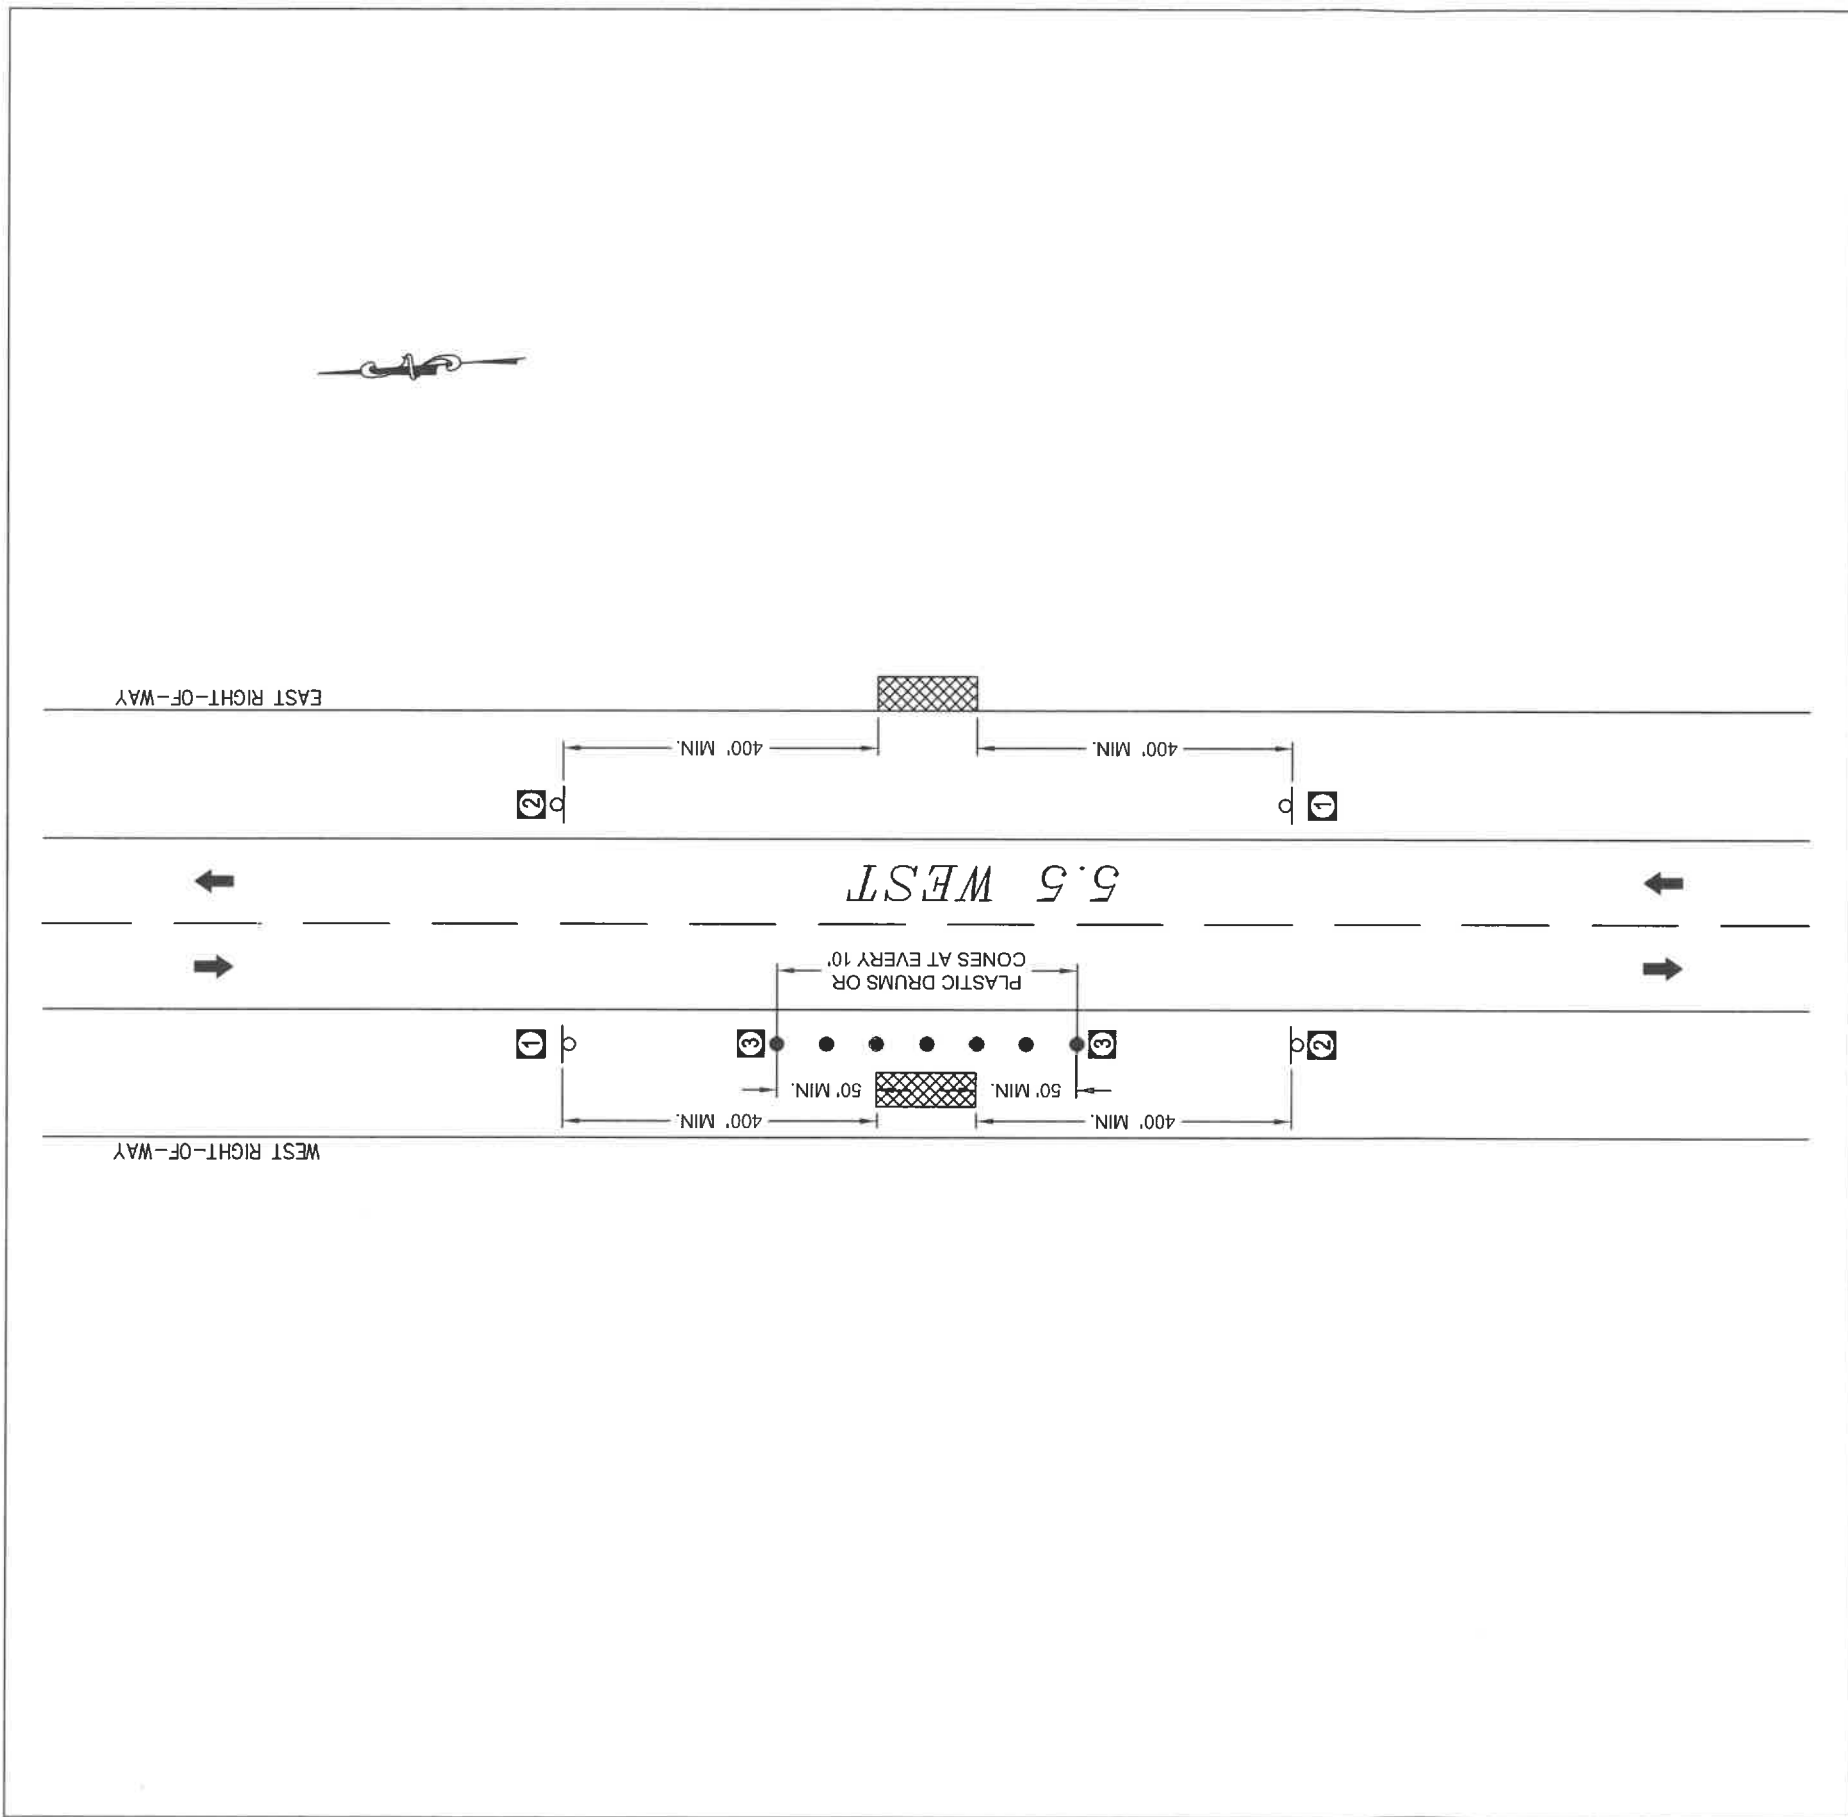 WEST RIGHT-OF-WAY
400' MIN.
400' MIN.
50' MIN.
50' MIN.
2
3
3
1
PLASTIC DRUMS OR
CONES AT EVERY 10'
5.5 WEST
1
2
400' MIN.
400' MIN.
EAST RIGHT-OF-WAY